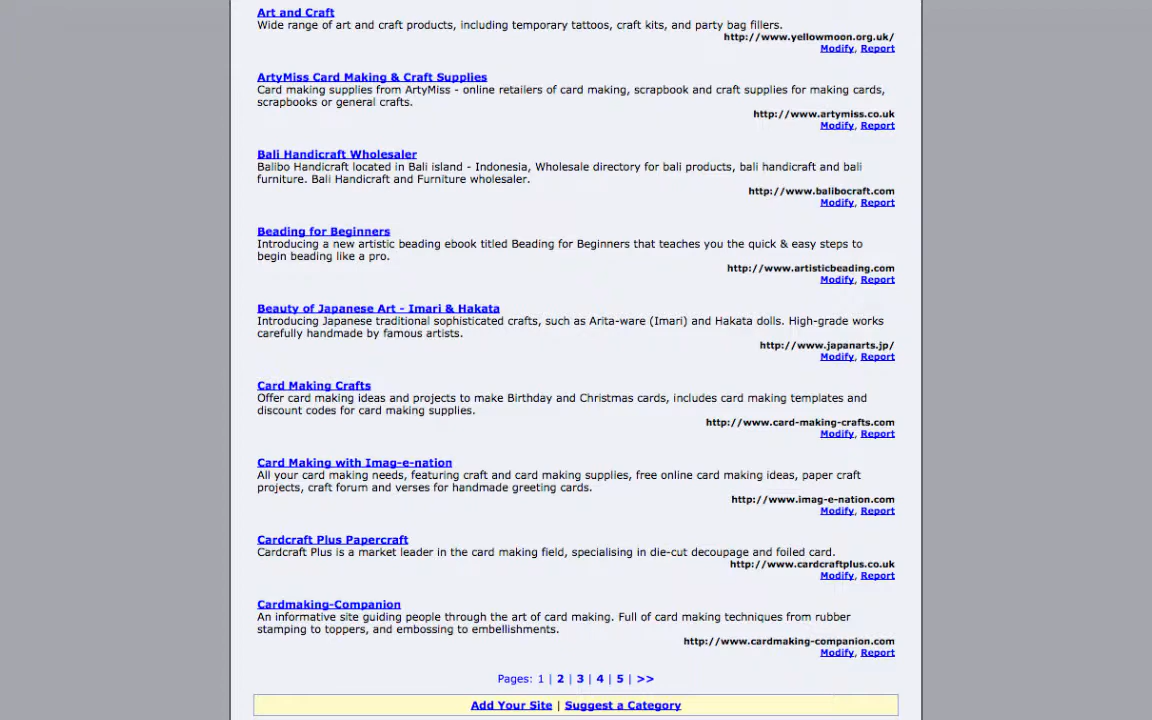 Art and Craft
Wide range of art and craft products, including temporary tattoos, craft kits, and party bag fillers.
http://www.yellowmoon.org.uk/
Modify, Report
ArtyMiss Card Making & Craft Supplies
Card making supplies from ArtyMiss - online retailers of card making, scrapbook and craft supplies for making cards,
scrapbooks or general crafts.
http://www.artymiss.co.uk
Modify, Report
Bali Handicraft Wholesaler
Balibo Handicraft located in Bali island - Indonesia, Wholesale directory for bali products, bali handicraft and bali
furniture. Bali Handicraft and Furniture wholesaler.
http://www.balibocraft.com
Modify, Report
Beading for Beginners
Introducing a new artistic beading ebook titled Beading for Beginners that teaches you the quick & easy steps to
begin beading like a pro.
http://www.artisticbeading.com
Modify, Report
Beauty of Japanese Art - Imari & Hakata
Introducing Japanese traditional sophisticated crafts, such as Arita-ware (Imari) and Hakata dolls. High-grade works
carefully handmade by famous artists.
http://www.japanarts.jp/
Modify, Report
Card Making Crafts
Offer card making ideas and projects to make Birthday and Christmas cards, includes card making templates and
discount codes for card making supplies.
http://www.card-making-crafts.com
Modify, Report
Card Making with Imag-e-nation
All your card making needs, featuring craft and card making supplies, free online card making ideas, paper craft
projects, craft forum and verses for handmade greeting cards.
http://www.imag-e-nation.com
Modify, Report
Cardcraft Plus Papercraft
Cardcraft Plus is a market leader in the card making field, specialising in die-cut decoupage and foiled card.
http://www.cardcraftplus.co.uk
Modify, Report
Cardmaking-Companion
An informative site guiding people through the art of card making. Full of card making techniques from rubber
stamping to toppers, and embossing to embellishments.
http://www.cardmaking-companion.com
Modify, Report
Pages: 1 | 2 | 3 | 4 | 5 | >>
Add Your Site | Suggest a Category